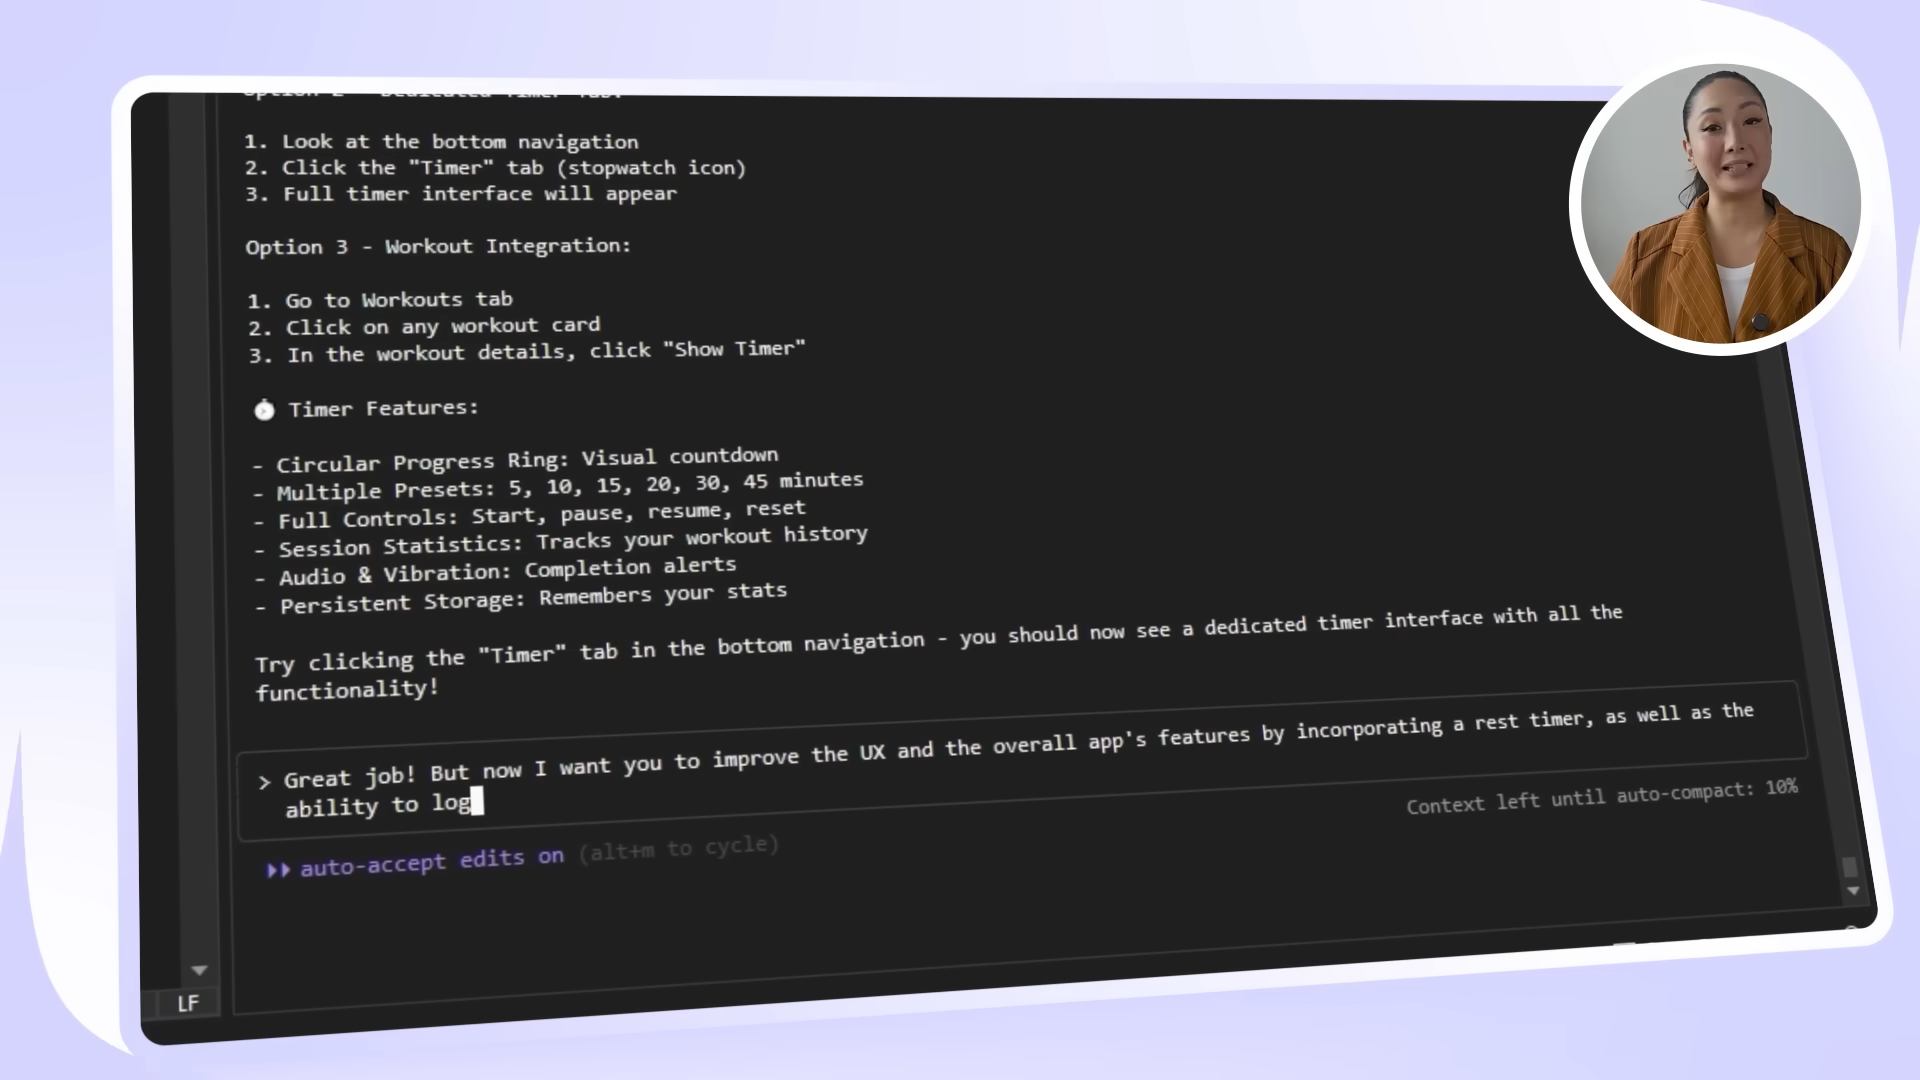 Option 2 - Dedicated Timer Tab:
1. Look at the bottom navigation
2. Click the "Timer" tab (stopwatch icon)
3. Full timer interface will appear
Option 3 - Workout Integration:
1. Go to Workouts tab
2. Click on any workout card
3. In the workout details, click "Show Timer"
Timer Features:
- Circular Progress Ring: Visual countdown
- Multiple Presets: 5, 10, 15, 20, 30, 45 minutes
- Full Controls: Start, pause, resume, reset
- Session Statistics: Tracks your workout history
- Audio & Vibration: Completion alerts
- Persistent Storage: Remembers your stats
Try clicking the "Timer" tab in the bottom navigation - you should now see a dedicated timer interface with all the
functionality!
> Great job! But now I want you to improve the UX and the overall app's features by incorporating a rest timer, as well as the
ability to log
Context left until auto-compact: 10%
auto-accept edits on (alt+m to cycle)
LF